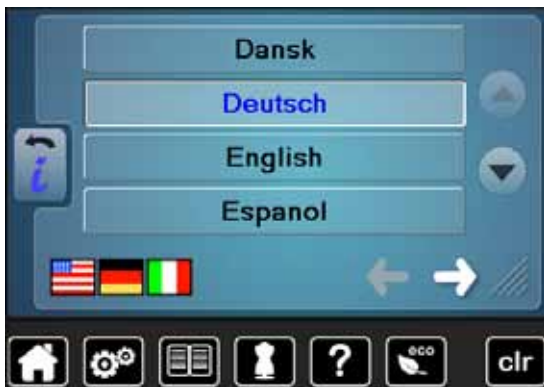 Dansk
Deutsch
English
Espanol
i
? eco clr